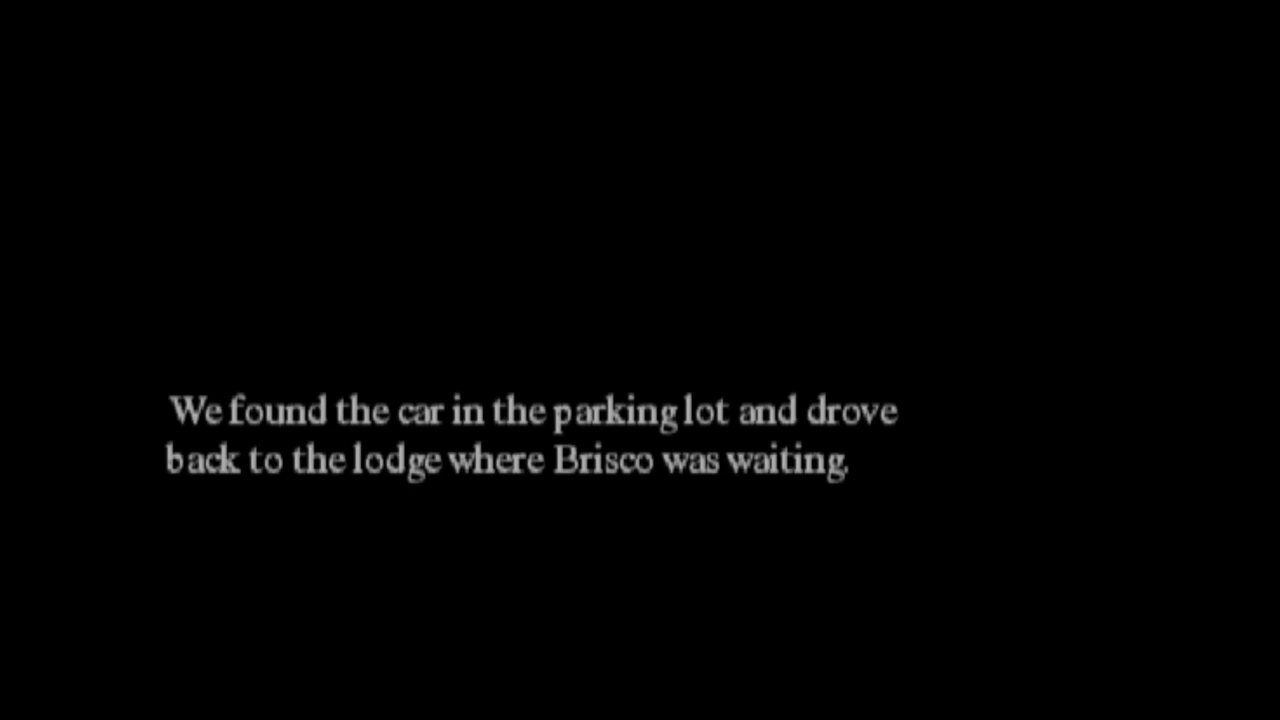 We found the car in the parking lot and drove
back to the lodge where Brisco was waiting.